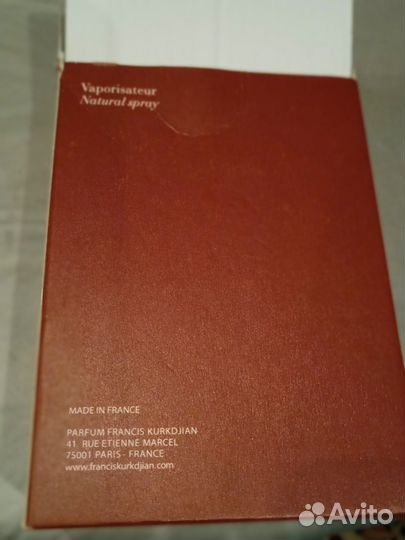 Vaporisateur
Natural spray
MADE IN FRANCE
PARFUM FRANCIS KURKDJIAN
41, RUE ETIENNE MARCEL
75001 PARIS - FRANCE
www.franciskurkdjian.com
Avito